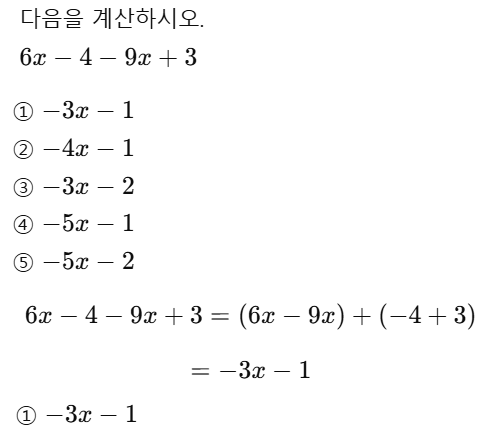 다음을 계산하시오.
6x − 4 − 9x + 3
① −3x − 1
② −4x − 1
③ −3x − 2
④ −5x − 1
⑤ −5x − 2
6x − 4 − 9x + 3 = (6x − 9x) + (−4 + 3)
= −3x − 1
① −3x − 1